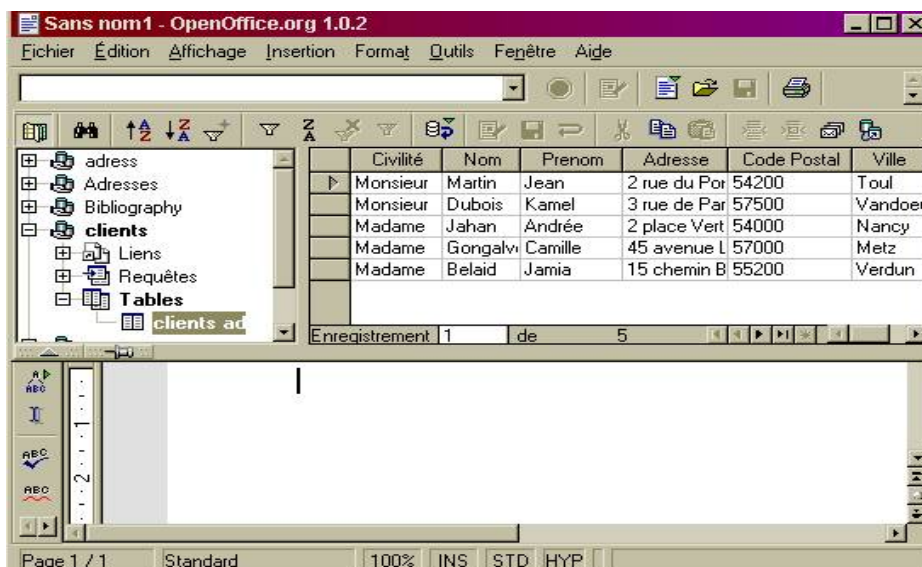 Sans nom1 - OpenOffice.org 1.0.2
Fichier Édition Affichage Insertion Format Outils Fenêtre Aide
adress
Adresses
Bibliography
clients
Liens
Requêtes
Tables
clients ad
Civilité Nom Prenom Adresse Code Postal Ville
Monsieur Martin Jean 2 rue du Por 54200 Toul
Monsieur Dubois Kamel 3 rue de Par 57500 Vandoeu
Madame Jahan Andrée 2 place Vert 54000 Nancy
Madame Gongalv Camille 45 avenue L 57000 Metz
Madame Belaid Jamia 15 chemin B 55200 Verdun
Enregistrement 1 de 5
1
2
Page 1 / 1 Standard 100% INS STD HYP